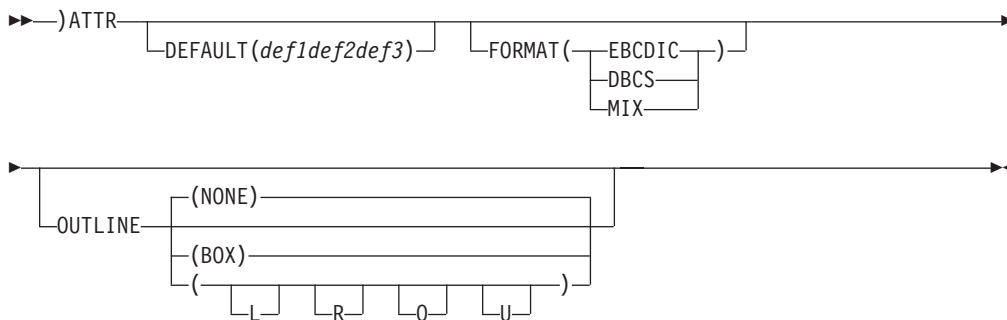 )ATTR
DEFAULT(def1def2def3)
FORMAT( EBCDIC )
DBCS
MIX
(NONE)
OUTLINE
(BOX)
( )
L R O U